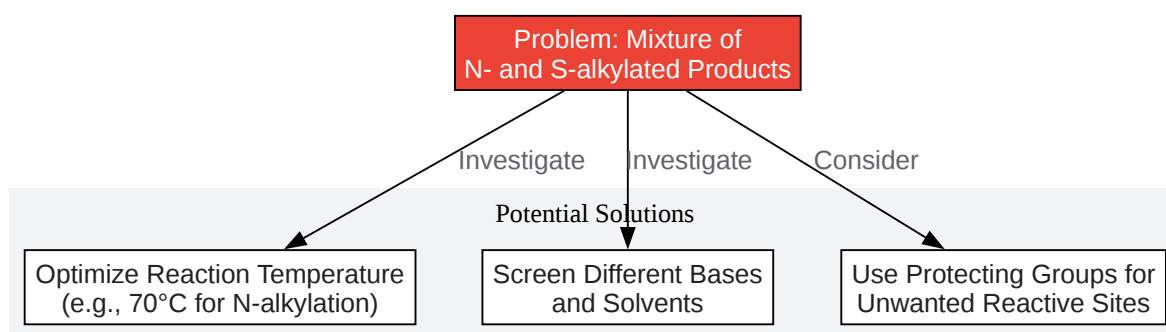 Problem: Mixture of
N- and S-alkylated Products
Investigate
Investigate
Consider
Potential Solutions
Optimize Reaction Temperature
(e.g., 70°C for N-alkylation)
Screen Different Bases
and Solvents
Use Protecting Groups for
Unwanted Reactive Sites